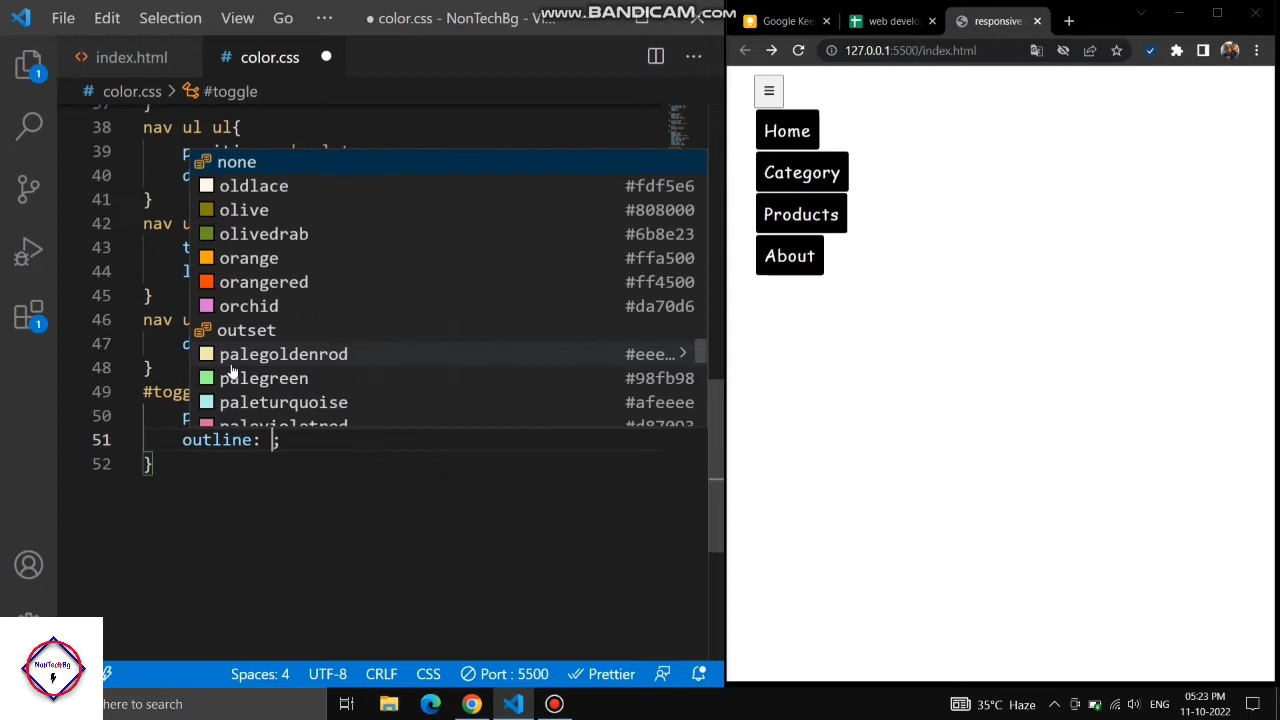 www.BANDICAM.com
File Edit Selection View Go ··· ● color.css - NonTechBg - V...
Google Kee
web develo
responsive
<> index.html
# color.css
127.0.0.1:5500/index.html
# color.css > #toggle
38 nav ul ul{
39
40
41 }
42 nav u
43 t
44 l
45 }
46 nav u
47 d
48 }
49 #togg
50 p
51 outline: ;
52 }
none
oldlace #fdf5e6
olive #808000
olivedrab #6b8e23
orange #ffa500
orangered #ff4500
orchid #da70d6
outset
palegoldenrod #eee... >
palegreen #98fb98
paleturquoise #afeeee
palevioletred #d87093
☰
Home
Category
Products
About
1
1
NonTechBg
Spaces: 4 UTF-8 CRLF CSS Port : 5500 Prettier
here to search
35°C Haze
ENG
05:23 PM
11-10-2022